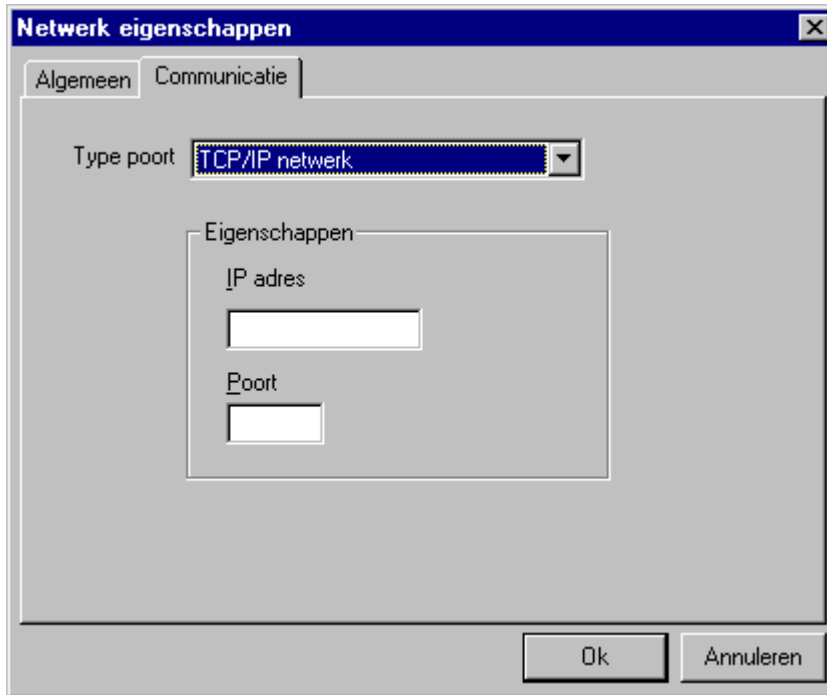 Netwerk eigenschappen
Algemeen
Communicatie
Type poort TCP/IP netwerk
Eigenschappen
IP adres
Poort
Ok
Annuleren